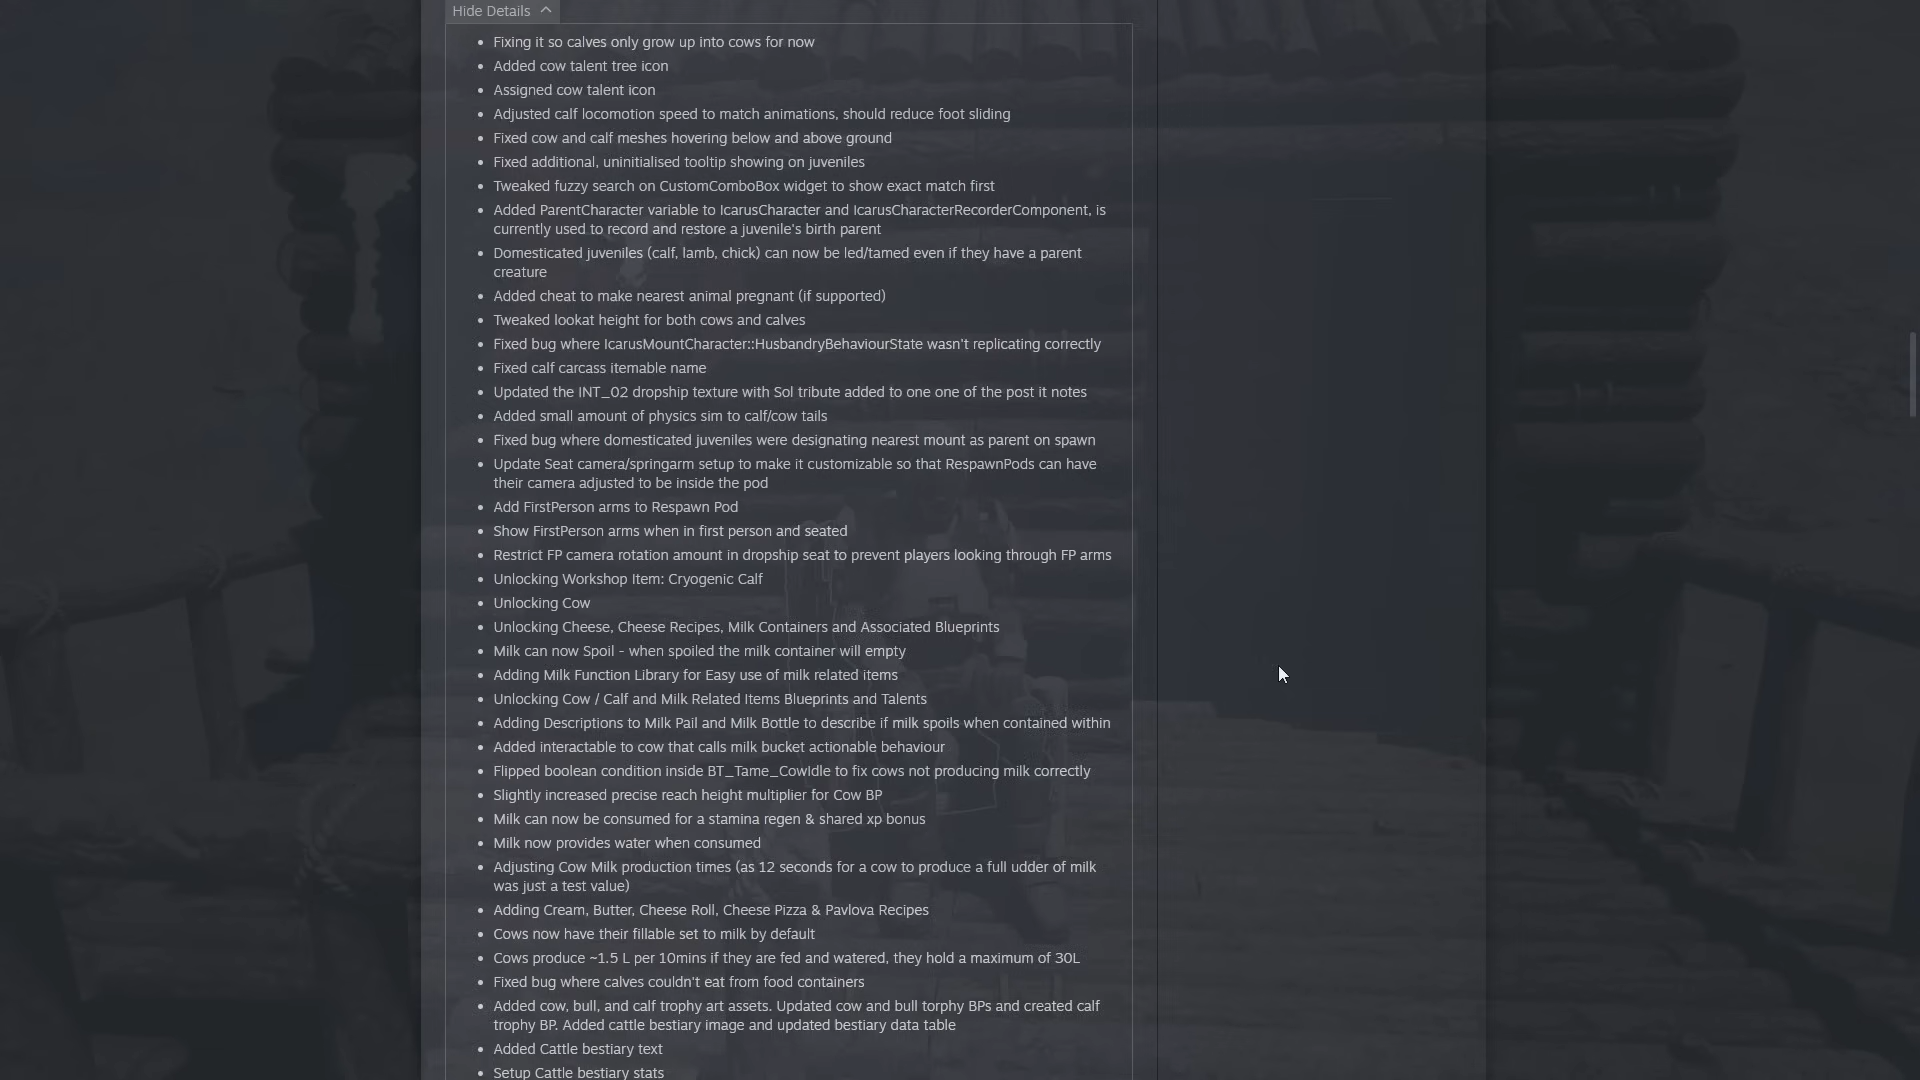 Hide Details
Fixing it so calves only grow up into cows for now
Added cow talent tree icon
Assigned cow talent icon
Adjusted calf locomotion speed to match animations, should reduce foot sliding
Fixed cow and calf meshes hovering below and above ground
Fixed additional, uninitialised tooltip showing on juveniles
Tweaked fuzzy search on CustomComboBox widget to show exact match first
Added ParentCharacter variable to IcarusCharacter and IcarusCharacterRecorderComponent, is
currently used to record and restore a juvenile's birth parent
Domesticated juveniles (calf, lamb, chick) can now be led/tamed even if they have a parent
creature
Added cheat to make nearest animal pregnant (if supported)
Tweaked lookat height for both cows and calves
Fixed bug where IcarusMountCharacter::HusbandryBehaviourState wasn't replicating correctly
Fixed calf carcass itemable name
Updated the INT_02 dropship texture with Sol tribute added to one one of the post it notes
Added small amount of physics sim to calf/cow tails
Fixed bug where domesticated juveniles were designating nearest mount as parent on spawn
Update Seat camera/springarm setup to make it customizable so that RespawnPods can have
their camera adjusted to be inside the pod
Add FirstPerson arms to Respawn Pod
Show FirstPerson arms when in first person and seated
Restrict FP camera rotation amount in dropship seat to prevent players looking through FP arms
Unlocking Workshop Item: Cryogenic Calf
Unlocking Cow
Unlocking Cheese, Cheese Recipes, Milk Containers and Associated Blueprints
Milk can now Spoil - when spoiled the milk container will empty
Adding Milk Function Library for Easy use of milk related items
Unlocking Cow / Calf and Milk Related Items Blueprints and Talents
Adding Descriptions to Milk Pail and Milk Bottle to describe if milk spoils when contained within
Added interactable to cow that calls milk bucket actionable behaviour
Flipped boolean condition inside BT_Tame_CowIdle to fix cows not producing milk correctly
Slightly increased precise reach height multiplier for Cow BP
Milk can now be consumed for a stamina regen & shared xp bonus
Milk now provides water when consumed
Adjusting Cow Milk production times (as 12 seconds for a cow to produce a full udder of milk
was just a test value)
Adding Cream, Butter, Cheese Roll, Cheese Pizza & Pavlova Recipes
Cows now have their fillable set to milk by default
Cows produce ~1.5 L per 10mins if they are fed and watered, they hold a maximum of 30L
Fixed bug where calves couldn't eat from food containers
Added cow, bull, and calf trophy art assets. Updated cow and bull torphy BPs and created calf
trophy BP. Added cattle bestiary image and updated bestiary data table
Added Cattle bestiary text
Setup Cattle bestiary stats